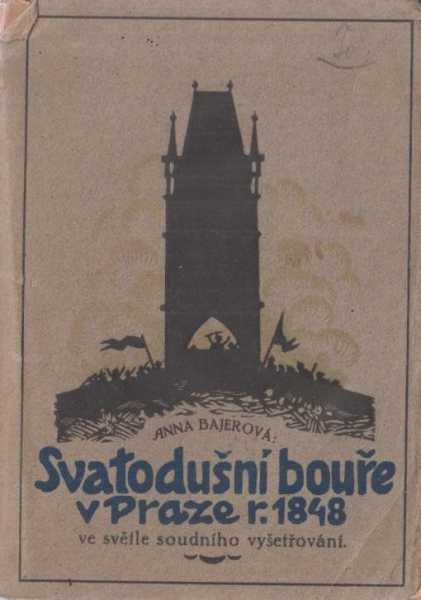 ANNA BAJEROVÁ:
Svatodušní bouře
v Praze r. 1848
ve světle soudního vyšetřování.